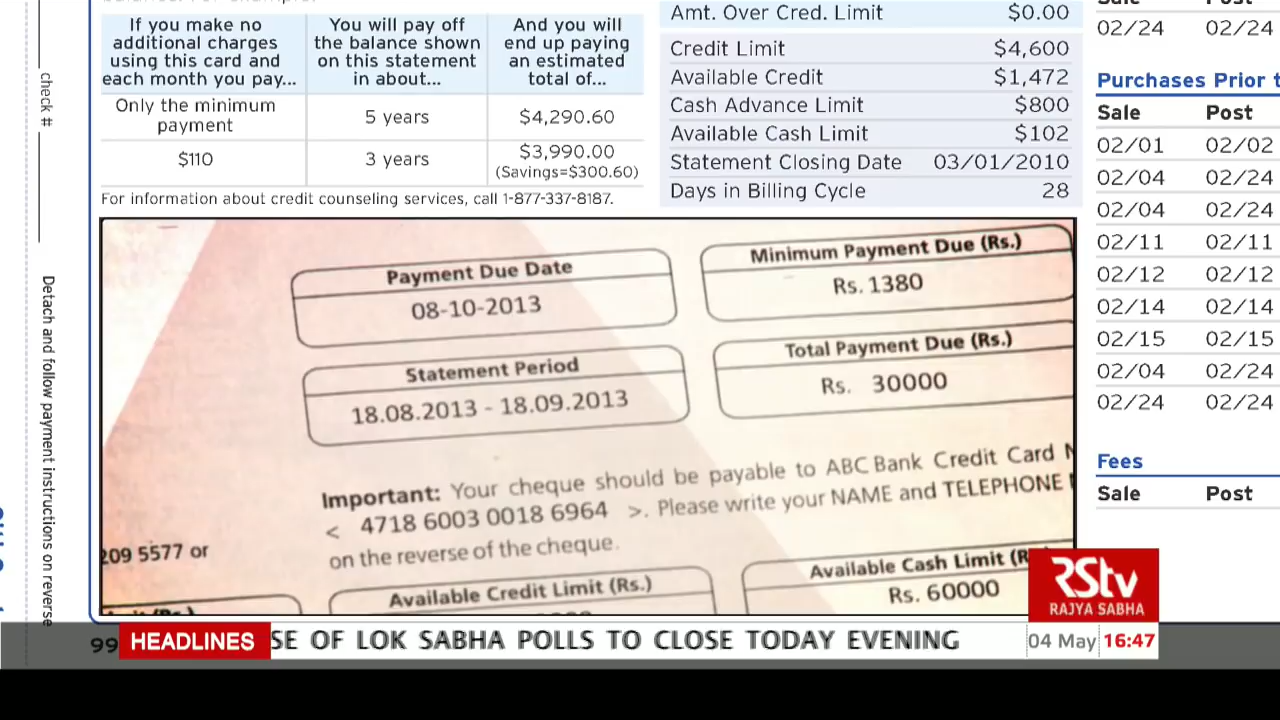 If you make no
additional charges
using this card and
each month you pay...
You will pay off
the balance shown
on this statement
in about...
And you will
end up paying
an estimated
total of...
Only the minimum
payment
5 years
$4,290.60
$110
3 years
$3,990.00
(Savings=$300.60)
For information about credit counseling services, call 1-877-337-8187.
Amt. Over Cred. Limit $0.00
Credit Limit $4,600
Available Credit $1,472
Cash Advance Limit $800
Available Cash Limit $102
Statement Closing Date 03/01/2010
Days in Billing Cycle 28
02/24 02/24
Purchases Prior t
Sale Post
02/01 02/02
02/04 02/24
02/04 02/24
02/11 02/11
02/12 02/12
02/14 02/14
02/15 02/15
02/04 02/24
02/24 02/24
Fees
Sale Post
check #
Detach and follow payment instructions on reverse
Payment Due Date
08-10-2013
Minimum Payment Due (Rs.)
Rs. 1380
Statement Period
18.08.2013 - 18.09.2013
Total Payment Due (Rs.)
Rs. 30000
Important: Your cheque should be payable to ABC Bank Credit Card
< 4718 6003 0018 6964 >. Please write your NAME and TELEPHONE
on the reverse of the cheque.
209 5577 or
Available Credit Limit (Rs.)
Available Cash Limit (R
Rs. 60000
RStv
RAJYA SABHA
99
HEADLINES
SE OF LOK SABHA POLLS TO CLOSE TODAY EVENING
04 May 16:47